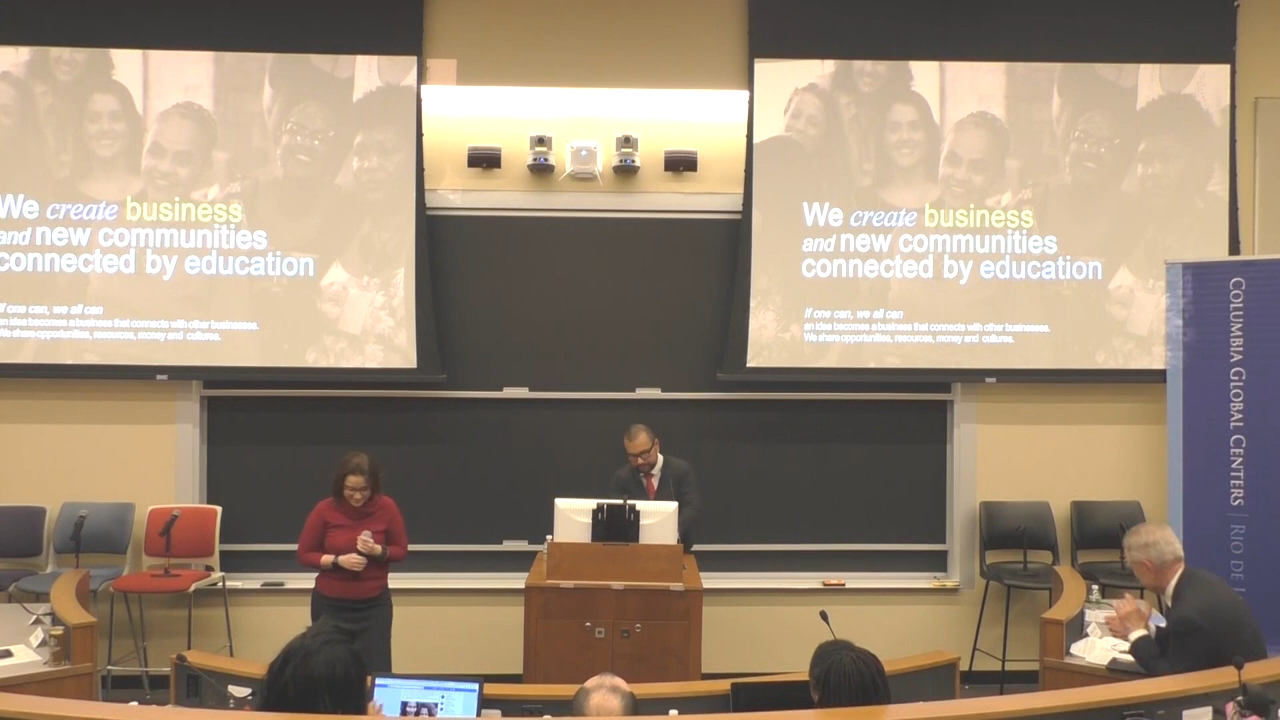 We create business
and new communities
connected by education
If one can, we all can
an idea becomes a business that connects with other businesses.
We share opportunities, resources, money and cultures.
We create business
and new communities
connected by education
If one can, we all can
an idea becomes a business that connects with other businesses.
We share opportunities, resources, money and cultures.
COLUMBIA GLOBAL CENTERS | RIO DE